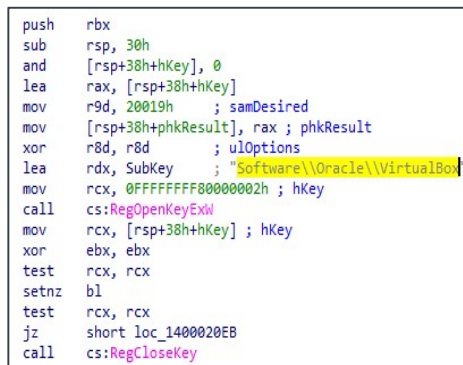 push rbx
sub rsp, 30h
and [rsp+38h+hKey], 0
lea rax, [rsp+38h+hKey]
mov r9d, 20019h ; samDesired
mov [rsp+38h+phkResult], rax ; phkResult
xor r8d, r8d ; ulOptions
lea rdx, SubKey ; "Software\\Oracle\\VirtualBox"
mov rcx, 0FFFFFFFF80000002h ; hKey
call cs:RegOpenKeyExW
mov rcx, [rsp+38h+hKey] ; hKey
xor ebx, ebx
test rcx, rcx
setnz bl
test rcx, rcx
jz short loc_1400020EB
call cs:RegCloseKey